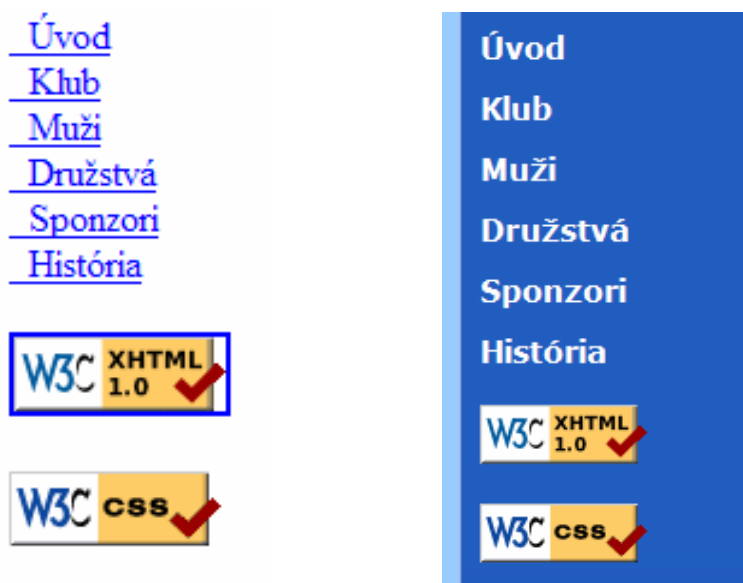 Úvod
Klub
Muži
Družstvá
Sponzori
História
W3C XHTML
1.0
W3C css
Úvod
Klub
Muži
Družstvá
Sponzori
História
W3C XHTML
1.0
W3C css